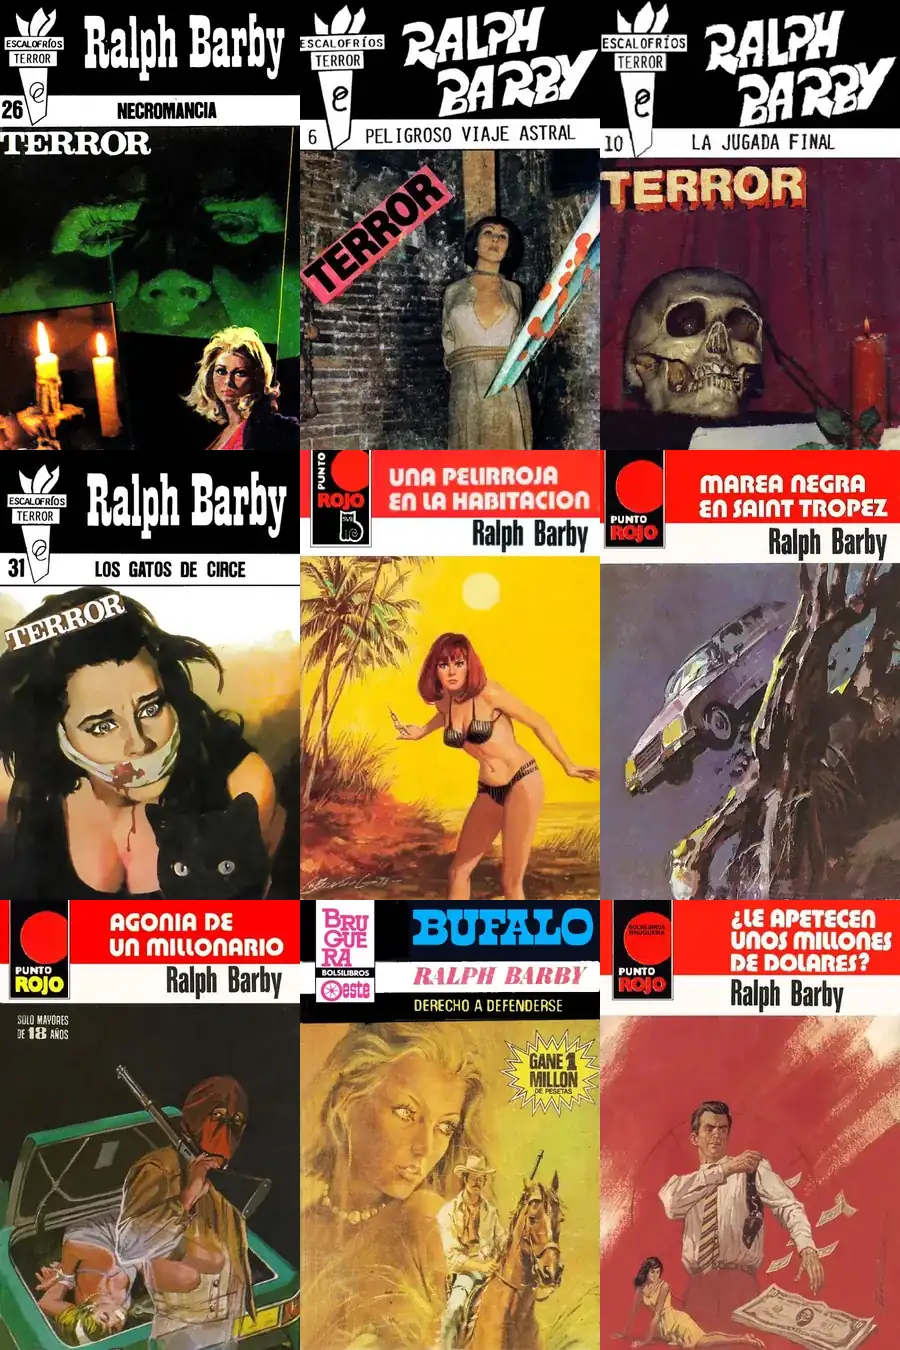 ESCALOFRÍOS
TERROR
Ralph Barby
26
NECROMANCIA
TERROR
ESCALOFRÍOS
TERROR
RALPH
BARBY
6
PELIGROSO VIAJE ASTRAL
TERROR
ESCALOFRÍOS
TERROR
RALPH
BARBY
10
LA JUGADA FINAL
TERROR
ESCALOFRÍOS
TERROR
Ralph Barby
31
LOS GATOS DE CIRCE
TERROR
PUNTO
ROJO
UNA PELIRROJA
EN LA HABITACION
Ralph Barby
PUNTO
ROJO
MAREA NEGRA
EN SAINT TROPEZ
Ralph Barby
PUNTO
ROJO
AGONIA DE
UN MILLONARIO
Ralph Barby
SOLO MAYORES
DE 18 AÑOS
BRU
GUE
RA
BOLSILIBROS
Oeste
BUFALO
RALPH BARBY
DERECHO A DEFENDERSE
GANE 1
MILLON
DE PESETAS
BOLSILIBROS
BRUGUERA
PUNTO
ROJO
¿LE APETECEN
UNOS MILLONES
DE DOLARES?
Ralph Barby